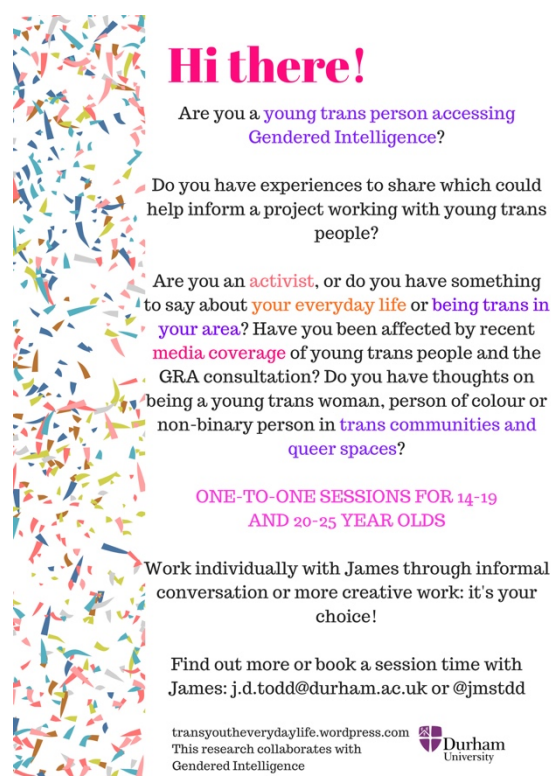 Hi there!
Are you a young trans person accessing
Gendered Intelligence?
Do you have experiences to share which could
help inform a project working with young trans
people?
Are you an activist, or do you have something
to say about your everyday life or being trans in
your area? Have you been affected by recent
media coverage of young trans people and the
GRA consultation? Do you have thoughts on
being a young trans woman, person of colour or
non-binary person in trans communities and
queer spaces?
ONE-TO-ONE SESSIONS FOR 14-19
AND 20-25 YEAR OLDS
Work individually with James through informal
conversation or more creative work: it's your
choice!
Find out more or book a session time with
James: j.d.todd@durham.ac.uk or @jmstdd
transyoutheverydaylife.wordpress.com
This research collaborates with
Gendered Intelligence
Durham
University